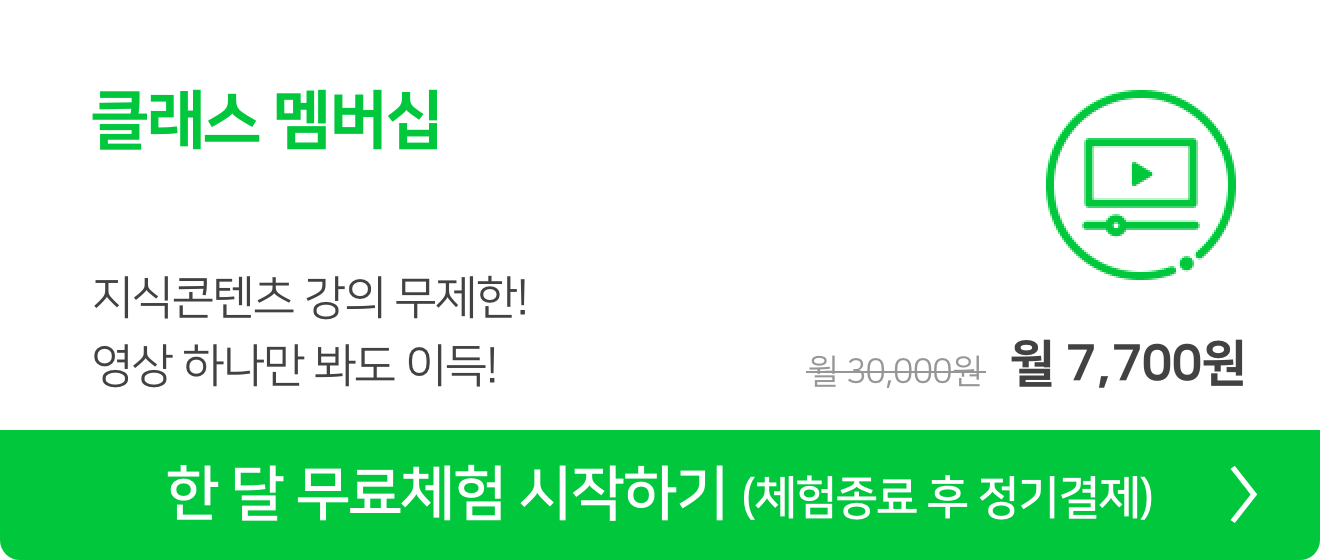 클래스 멤버십
지식콘텐츠 강의 무제한!
영상 하나만 봐도 이득!
월 30,000원 월 7,700원
한 달 무료체험 시작하기 (체험종료 후 정기결제)